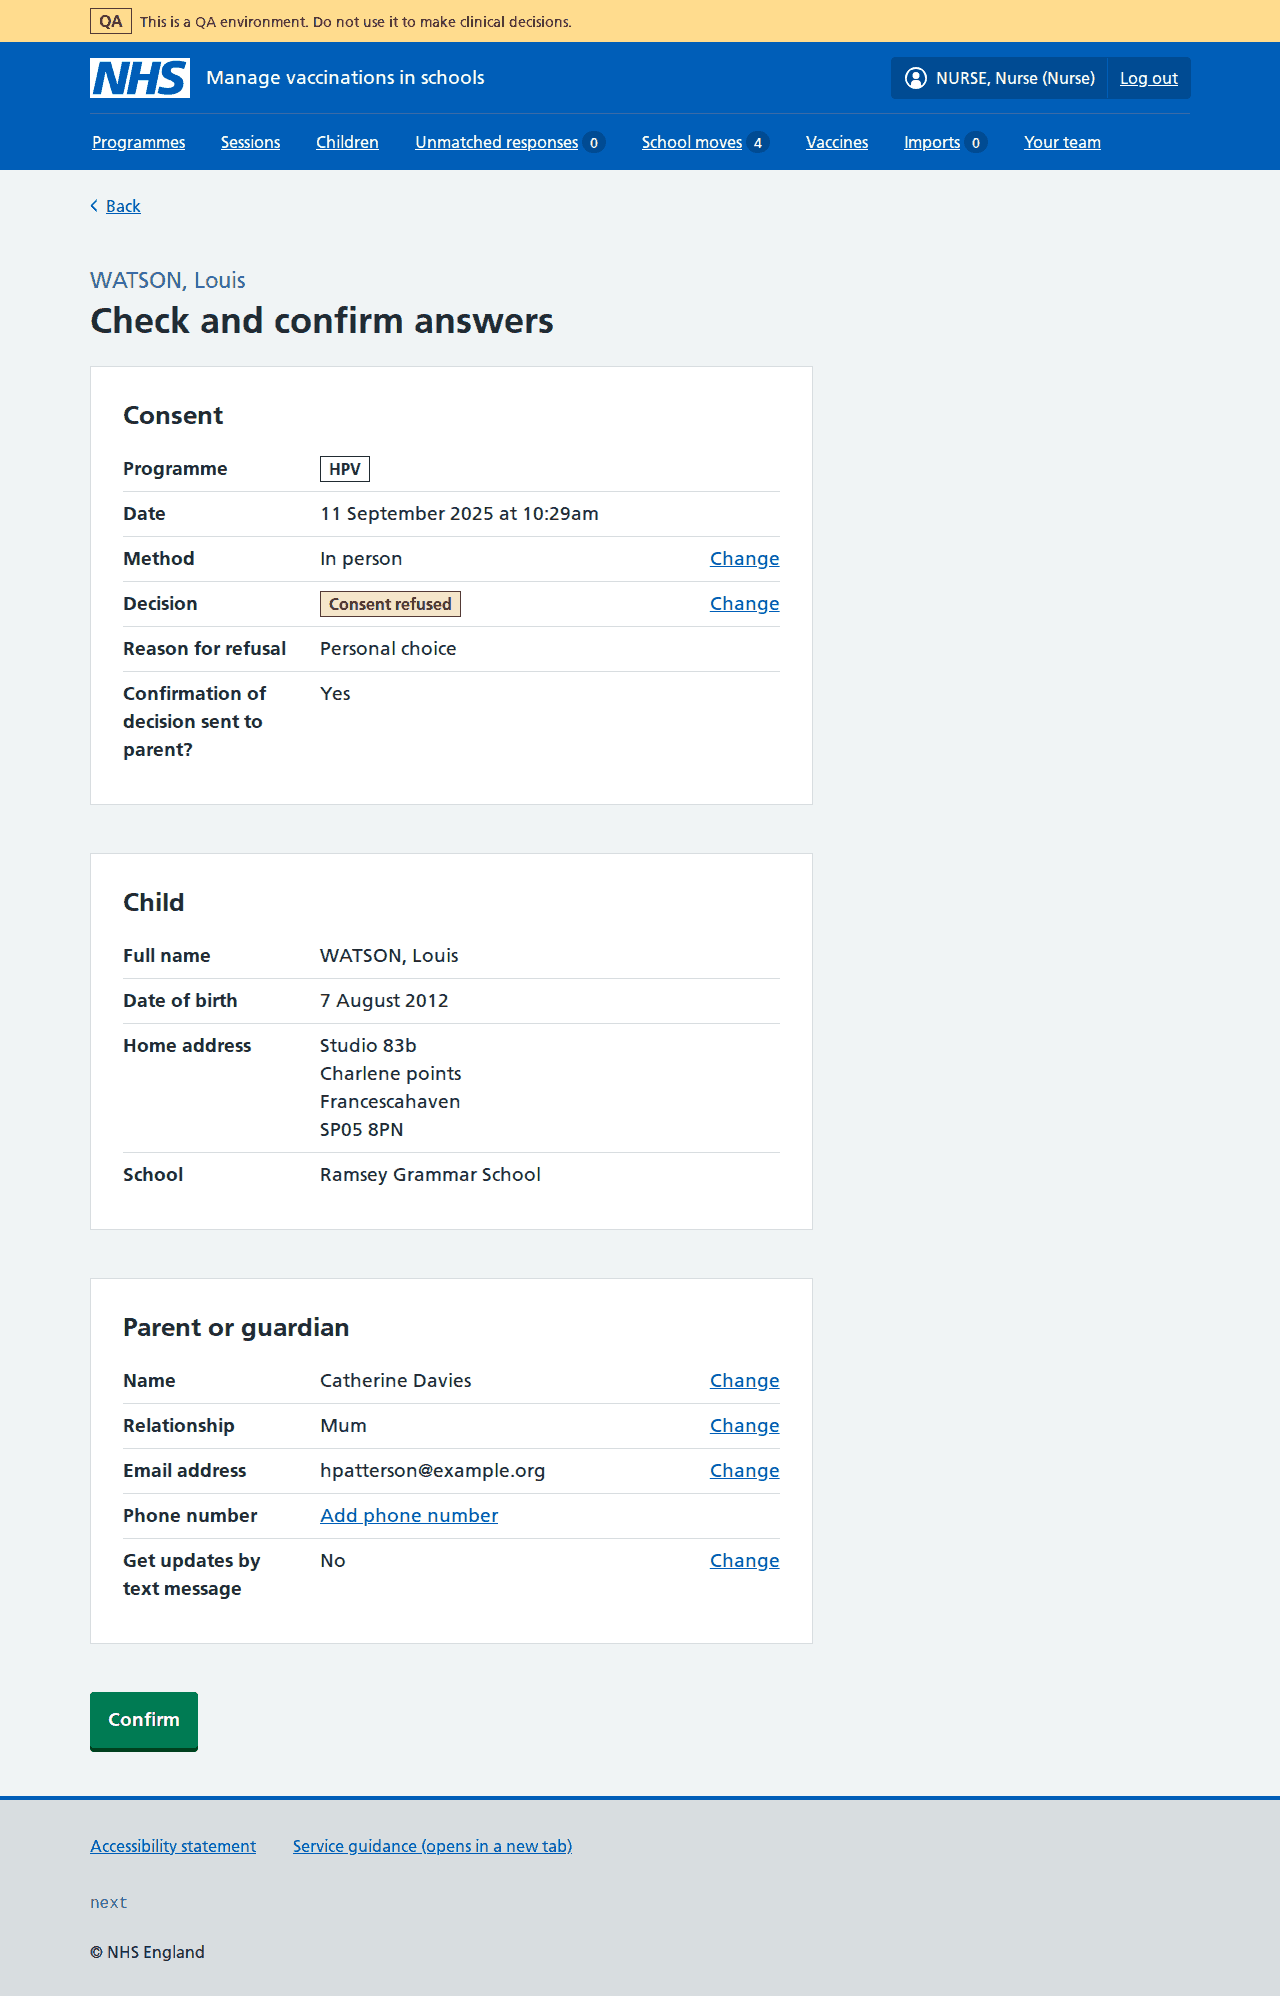 QA This is a QA environment. Do not use it to make clinical decisions.
NHS Manage vaccinations in schools NURSE, Nurse (Nurse) Log out
Programmes Sessions Children Unmatched responses 0 School moves 4 Vaccines Imports 0 Your team
Back
WATSON, Louis
Check and confirm answers
Consent
Programme HPV
Date 11 September 2025 at 10:29am
Method In person Change
Decision Consent refused Change
Reason for refusal Personal choice
Confirmation of Yes
decision sent to
parent?
Child
Full name WATSON, Louis
Date of birth 7 August 2012
Home address Studio 83b
Charlene points
Francescahaven
SP05 8PN
School Ramsey Grammar School
Parent or guardian
Name Catherine Davies Change
Relationship Mum Change
Email address hpatterson@example.org Change
Phone number Add phone number
Get updates by No Change
text message
Confirm
Accessibility statement Service guidance (opens in a new tab)
next
© NHS England